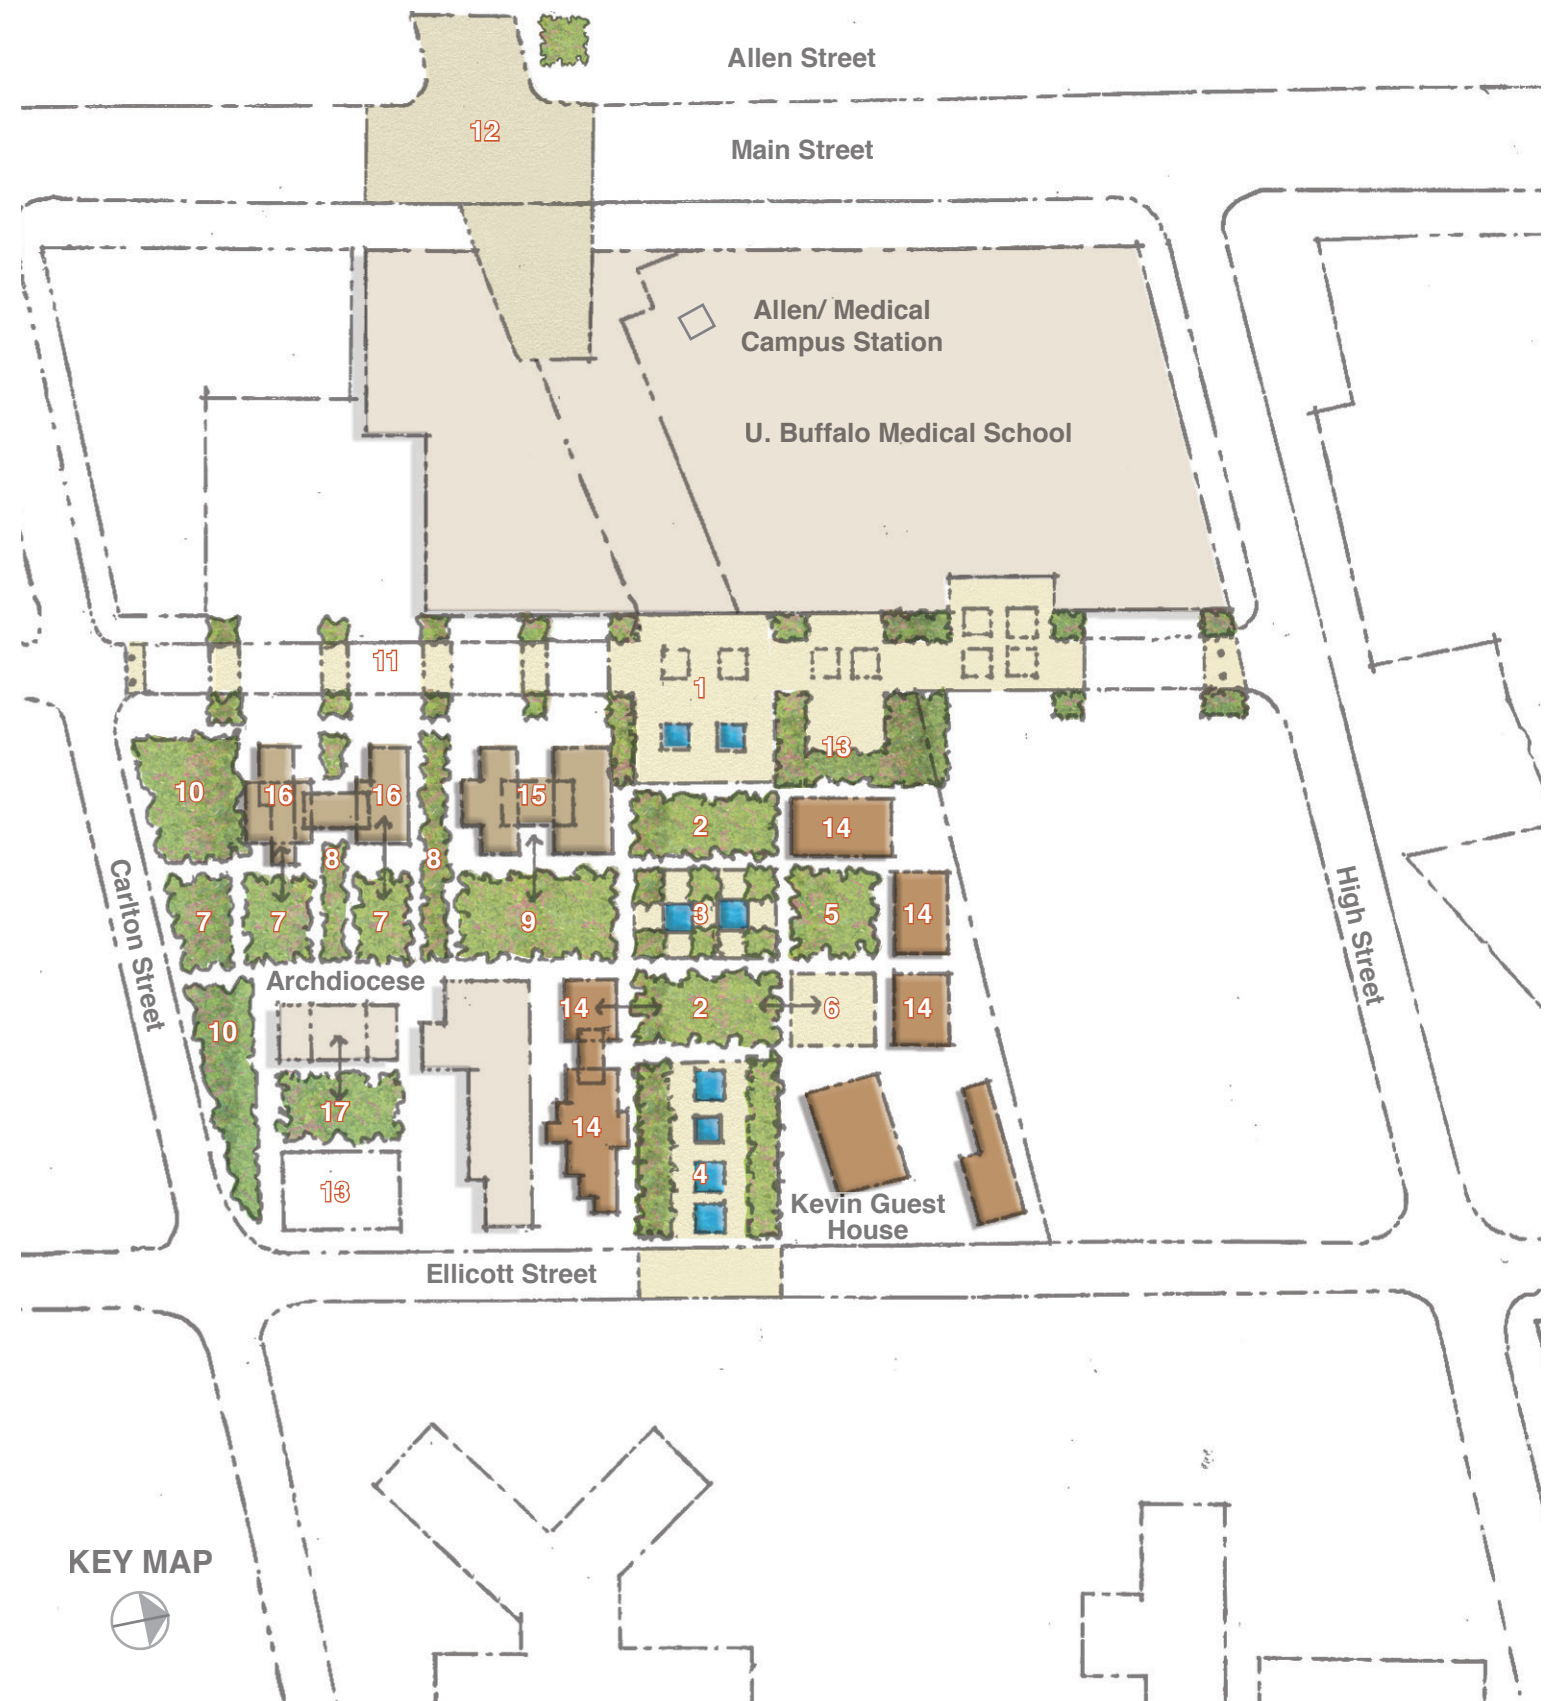 Allen Street
12
Main Street
Allen/ Medical
Campus Station
U. Buffalo Medical School
11
1
13
10
16
16
15
2
14
8
8
Carlton Street
High Street
7
7
7
9
3
5
14
Archdiocese
10
14
2
6
14
17
14
4
13
Kevin Guest
House
Ellicott Street
KEY MAP